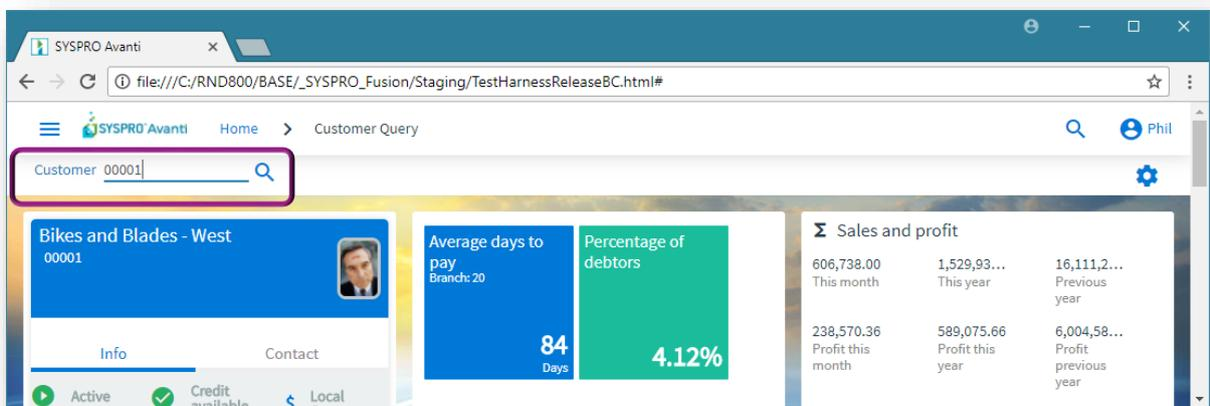 SYSPRO Avanti
file:///C:/RND800/BASE/_SYSPRO_Fusion/Staging/TestHarnessReleaseBC.html#
SYSPRO Avanti Home Customer Query Phil
Customer 00001
Bikes and Blades - West
00001
Info Contact
Active
Credit
available
$ Local
Average days to
pay
Branch: 20
84
Days
Percentage of
debtors
4.12%
Σ Sales and profit
606,738.00 1,529,93... 16,111,2...
This month This year Previous
year
238,570.36 589,075.66 6,004,58...
Profit this Profit this Profit
month year previous
year